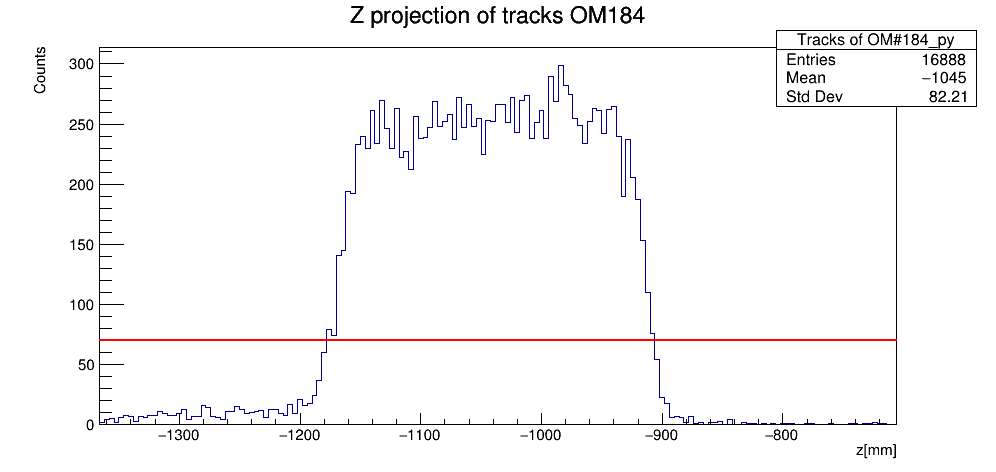 Z projection of tracks OM184
Tracks of OM#184_py
Entries 16888
Mean −1045
Std Dev 82.21
Counts
300
250
200
150
100
50
0
−1300 −1200 −1100 −1000 −900 −800
z[mm]